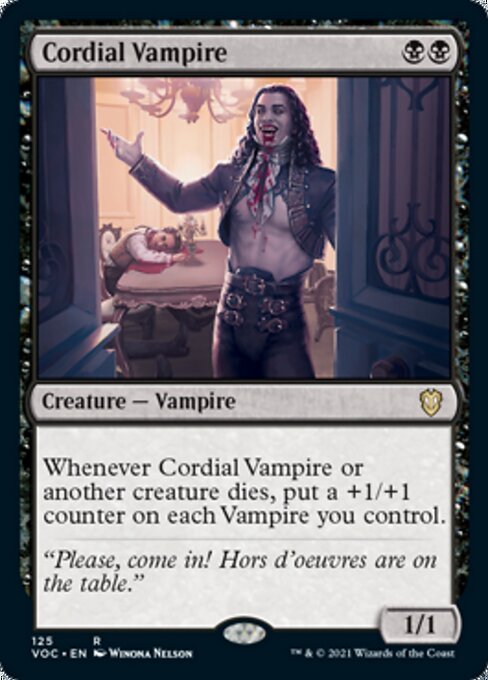 Cordial Vampire
Creature — Vampire
Whenever Cordial Vampire or
another creature dies, put a +1/+1
counter on each Vampire you control.
“Please, come in! Hors d’oeuvres are on
the table.”
1/1
125 R
VOC • EN Winona Nelson
™ & © 2021 Wizards of the Coast